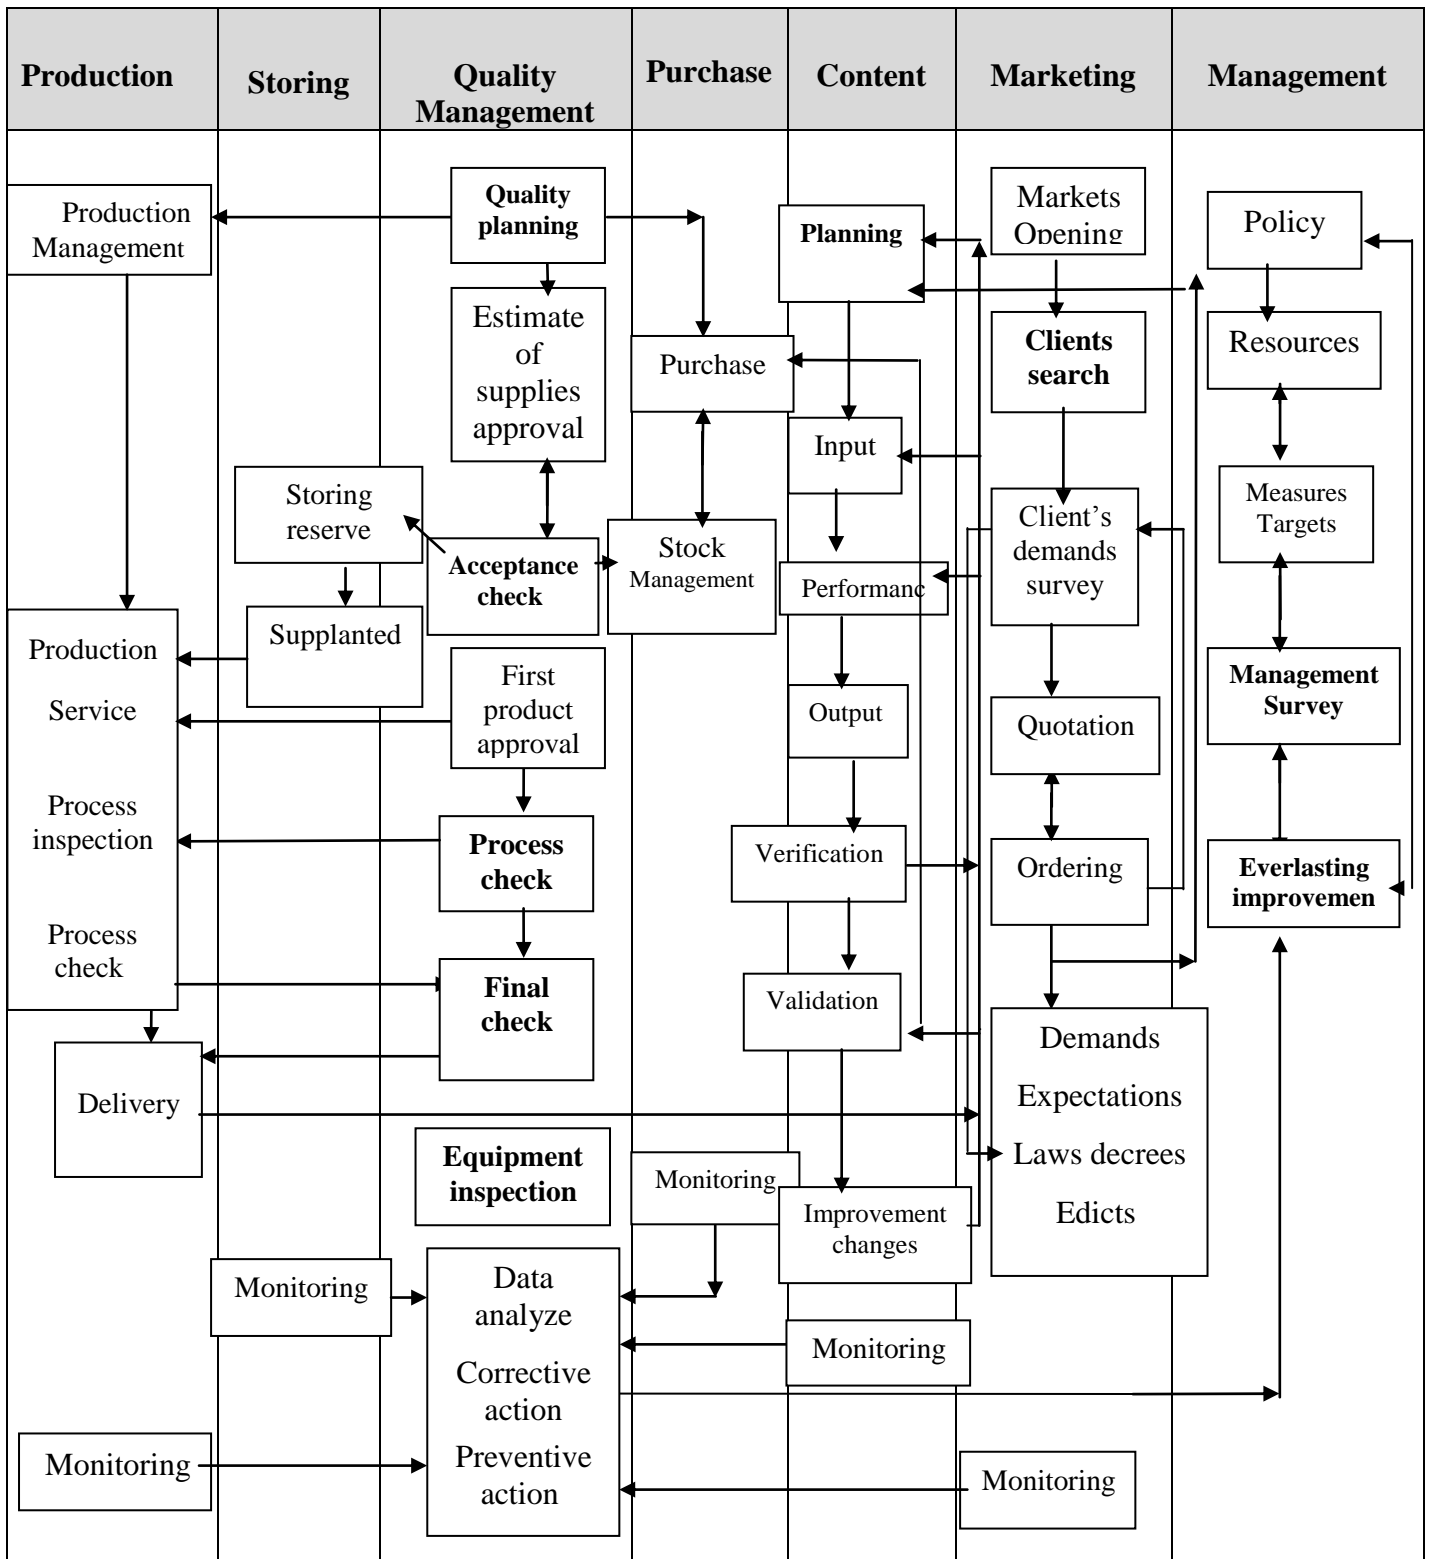 Production
Storing
Quality
Management
Purchase
Content
Marketing
Management
Production
Management
Quality
planning
Planning
Markets
Opening
Policy
Estimate
of
supplies
approval
Purchase
Clients
search
Resources
Input
Storing
reserve
Acceptance
check
Stock
Management
Performanc
Client’s
demands
survey
Measures
Targets
Production
Service
Process
inspection
Process
check
Supplanted
First
product
approval
Output
Quotation
Management
Survey
Process
check
Verification
Ordering
Everlasting
improvemen
Final
check
Validation
Demands
Expectations
Laws decrees
Edicts
Delivery
Equipment
inspection
Monitoring
Improvement
changes
Monitoring
Data
analyze
Corrective
action
Preventive
action
Monitoring
Monitoring
Monitoring